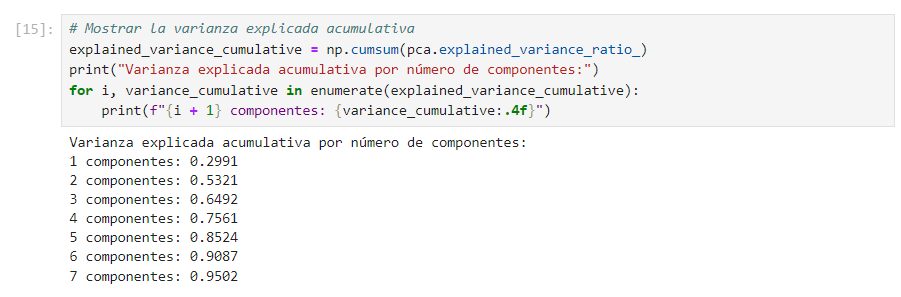 [15]: # Mostrar la varianza explicada acumulativa
explained_variance_cumulative = np.cumsum(pca.explained_variance_ratio_)
print("Varianza explicada acumulativa por número de componentes:")
for i, variance_cumulative in enumerate(explained_variance_cumulative):
    print(f"{i + 1} componentes: {variance_cumulative:.4f}")
Varianza explicada acumulativa por número de componentes:
1 componentes: 0.2991
2 componentes: 0.5321
3 componentes: 0.6492
4 componentes: 0.7561
5 componentes: 0.8524
6 componentes: 0.9087
7 componentes: 0.9502